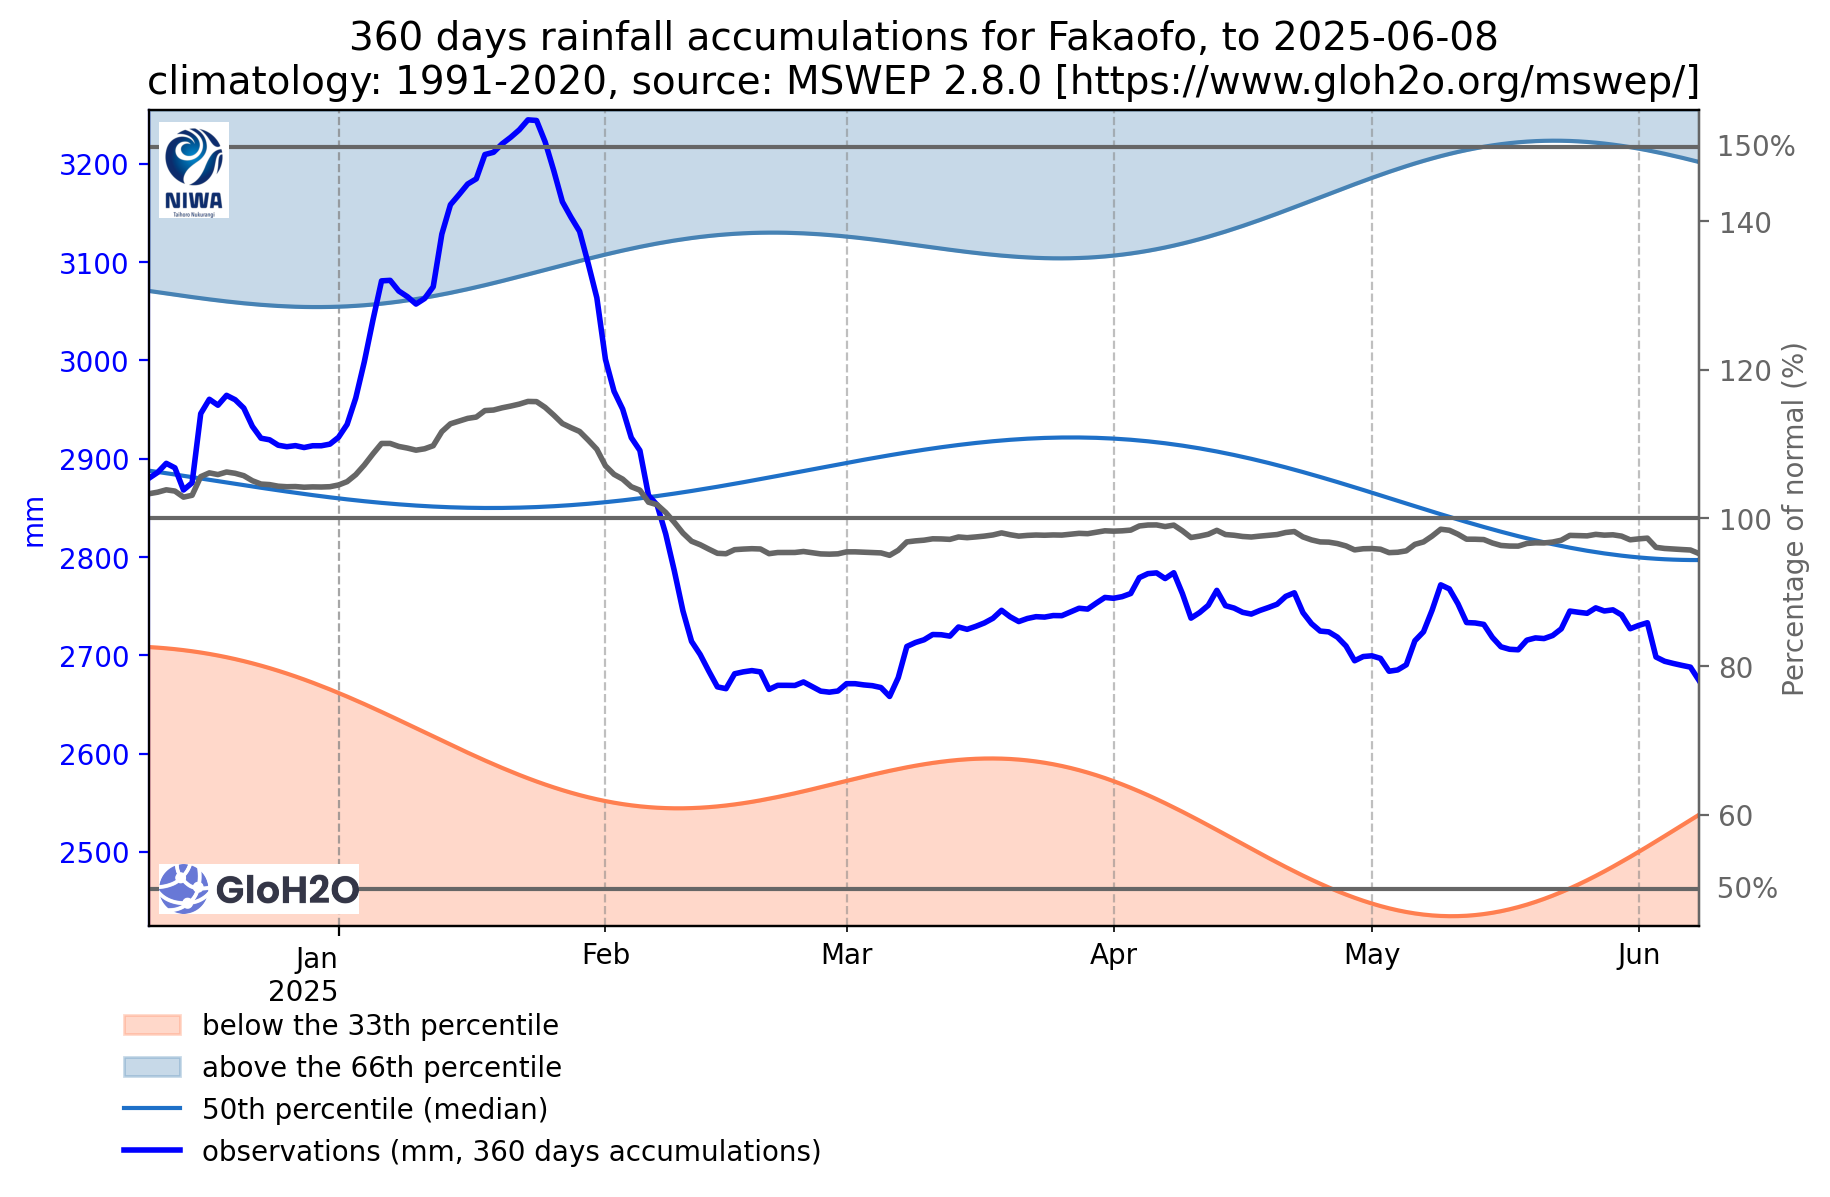 360 days rainfall accumulations for Fakaofo, to 2025-06-08
climatology: 1991-2020, source: MSWEP 2.8.0 [https://www.gloh2o.org/mswep/]
NIWA
Taihoro Nukurangi
3200
3100
3000
2900
2800
2700
2600
2500
mm
150%
140
120
100
80
60
50%
Percentage of normal (%)
GloH2O
Jan
2025
Feb
Mar
Apr
May
Jun
below the 33th percentile
above the 66th percentile
50th percentile (median)
observations (mm, 360 days accumulations)